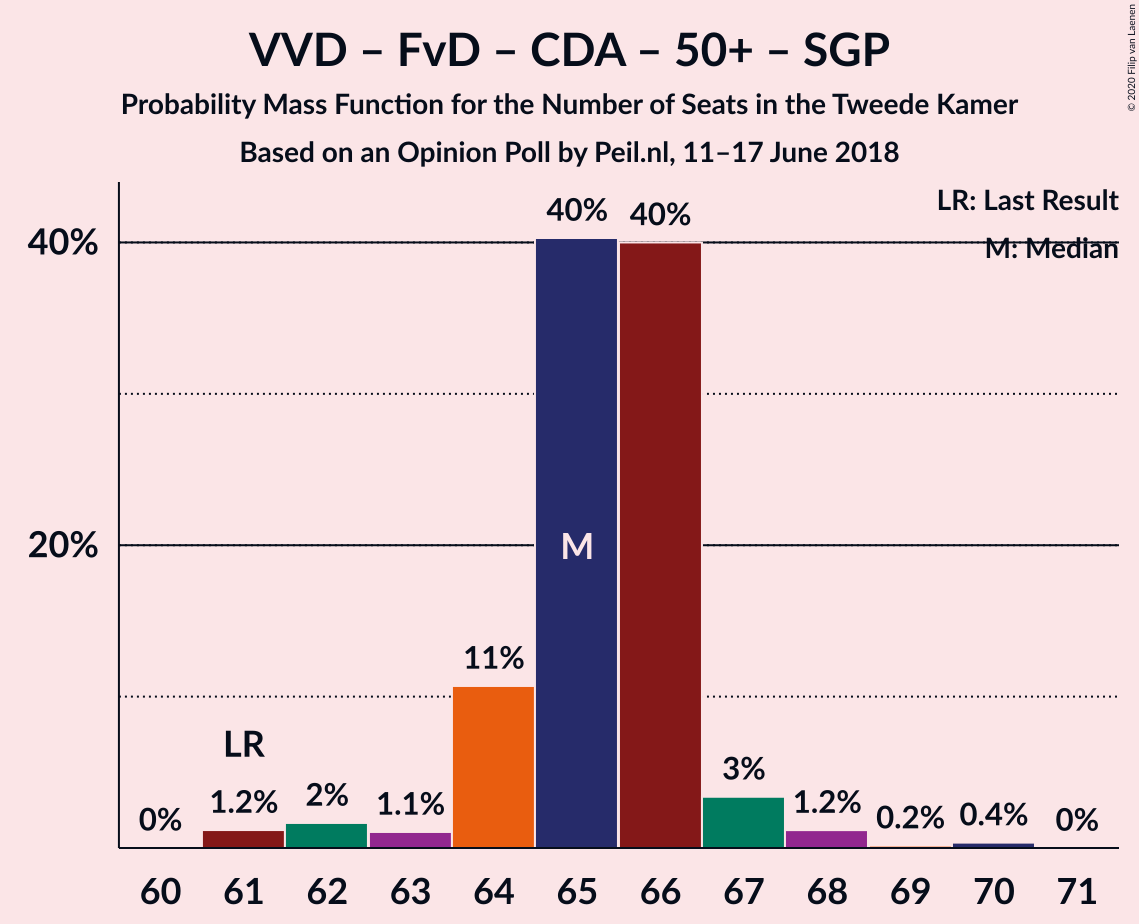 VVD – FvD – CDA – 50+ – SGP
Probability Mass Function for the Number of Seats in the Tweede Kamer
Based on an Opinion Poll by Peil.nl, 11–17 June 2018
© 2020 Filip van Laenen
LR: Last Result
M: Median
40%
20%
0%
1.2%
LR
2%
1.1%
11%
40%
M
40%
3%
1.2%
0.2%
0.4%
0%
60 61 62 63 64 65 66 67 68 69 70 71